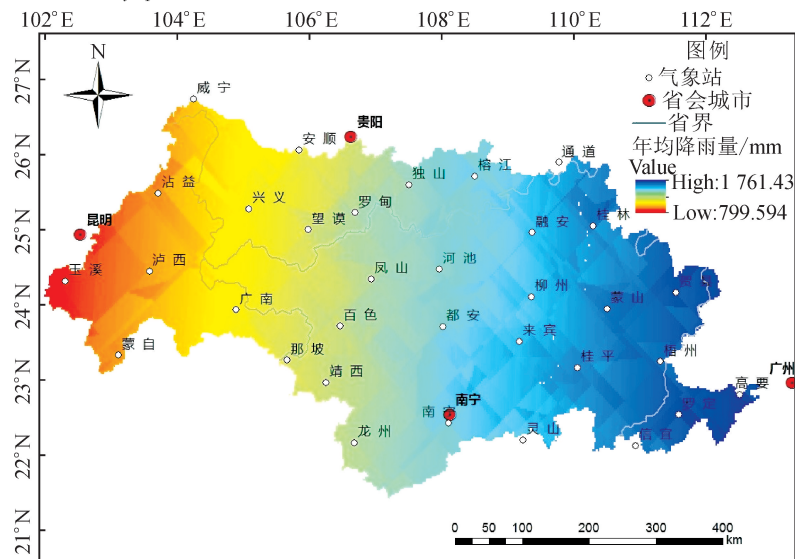 102°E 104°E 106°E 108°E 110°E 112°E
27°N
26°N
25°N
24°N
23°N
22°N
21°N
N
图例
气象站
省会城市
省界
年均降雨量/mm
Value
High:1 761.43
Low:799.594
威宁
安顺
贵阳
通道
独山
榕江
沾益
兴义
罗甸
望谟
融安
桂林
昆明
玉溪
泸西
凤山
河池
广南
柳州
蒙山
百色
都安
来宾
蒙自
那坡
靖西
桂平
梧州
广州
高要
南宁
南宁
龙州
灵山
罗定
信宜
0 25 50 100 200 300 400
km